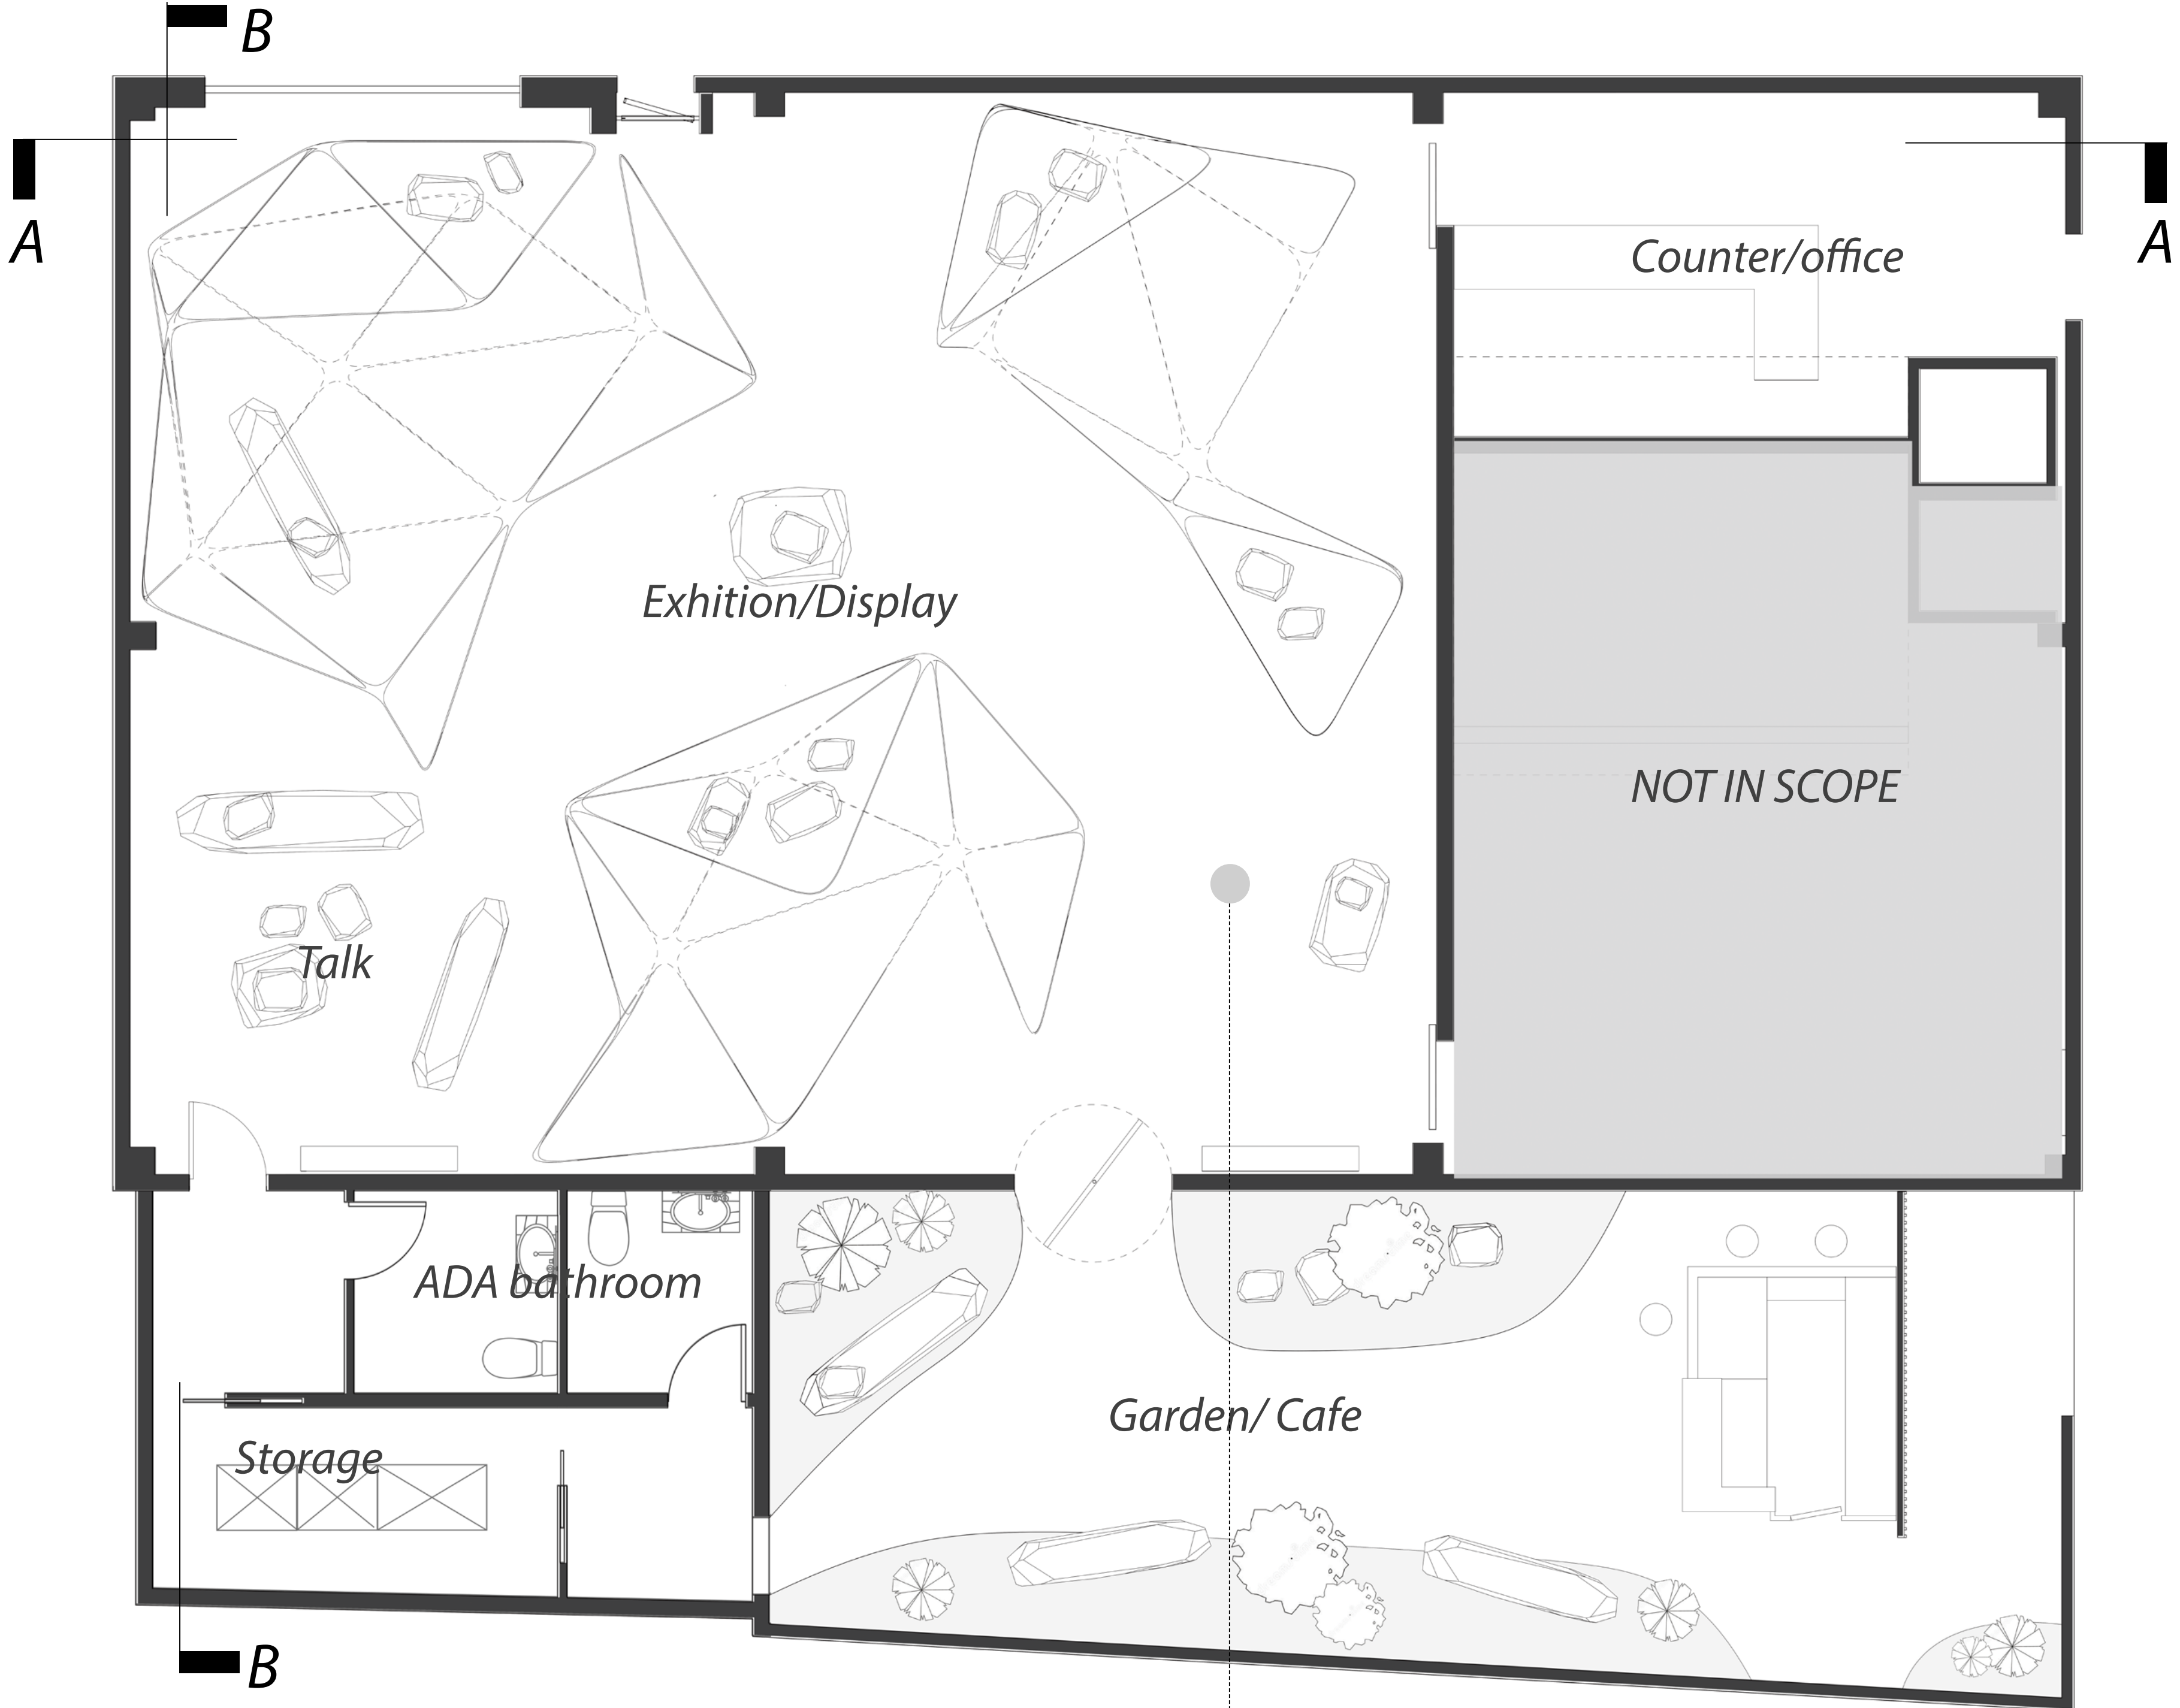 B
A
A
Counter/office
Exhition/Display
NOT IN SCOPE
Talk
ADA bathroom
Garden/ Cafe
Storage
B